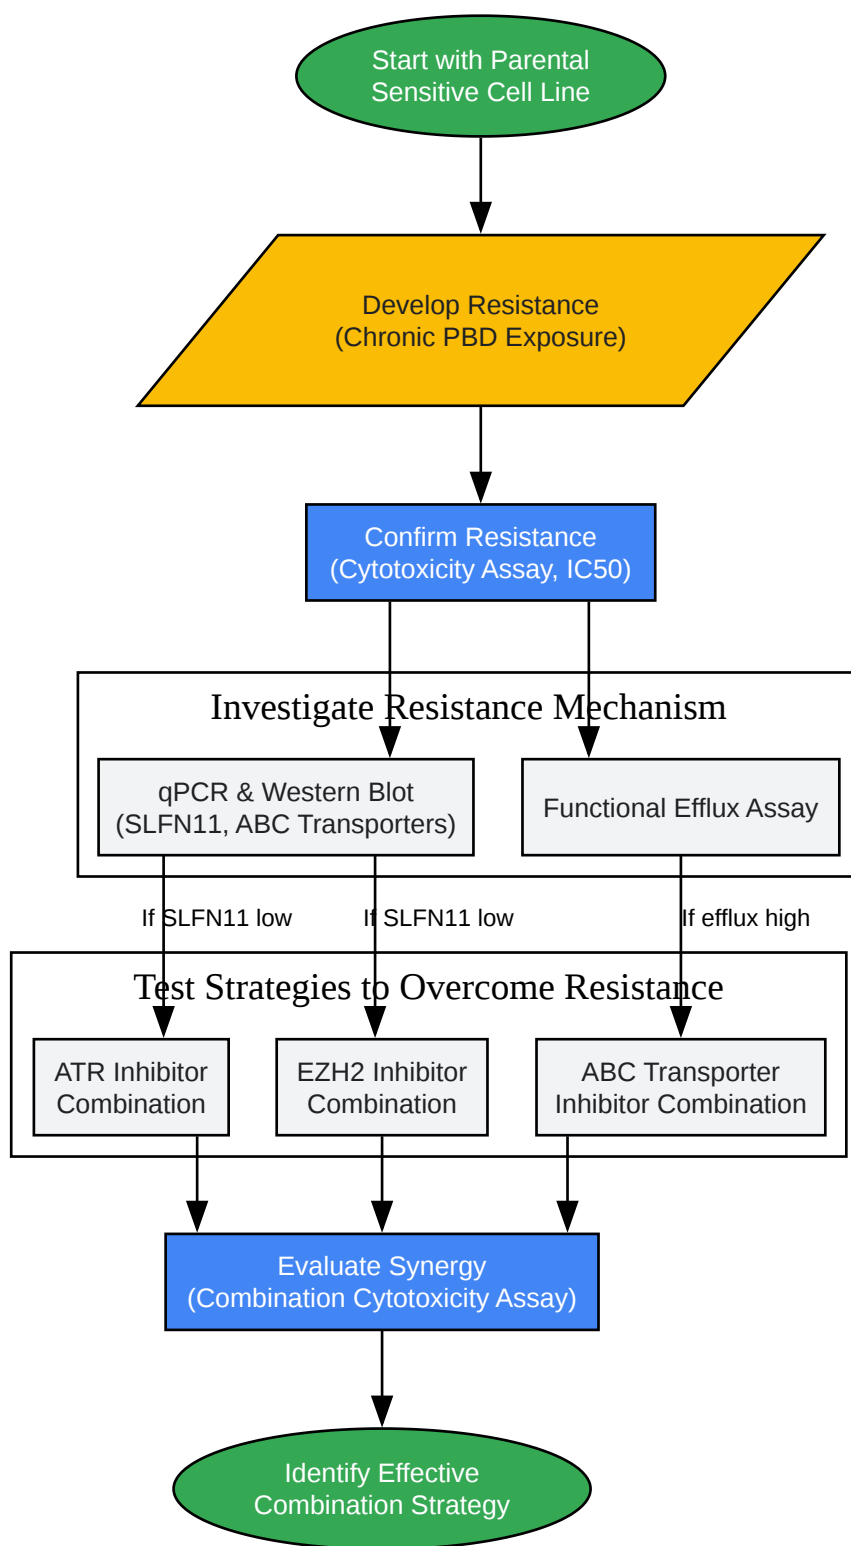 Start with Parental
Sensitive Cell Line
Develop Resistance
(Chronic PBD Exposure)
Confirm Resistance
(Cytotoxicity Assay, IC50)
Investigate Resistance Mechanism
qPCR & Western Blot
(SLFN11, ABC Transporters)
Functional Efflux Assay
If SLFN11 low
If SLFN11 low
If efflux high
Test Strategies to Overcome Resistance
ATR Inhibitor
Combination
EZH2 Inhibitor
Combination
ABC Transporter
Inhibitor Combination
Evaluate Synergy
(Combination Cytotoxicity Assay)
Identify Effective
Combination Strategy